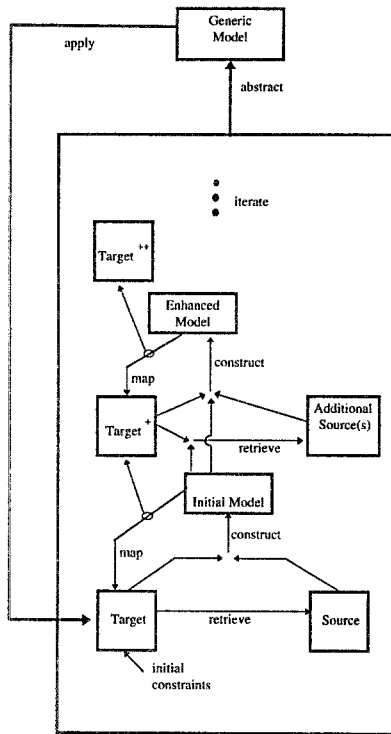 Generic
Model
apply
abstract
iterate
Target ++
Enhanced
Model
construct
map
Target +
Additional
Source(s)
retrieve
Initial Model
construct
map
Target
retrieve
Source
initial
constraints